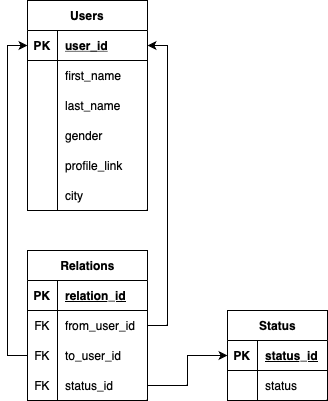 Users
PK user_id
first_name
last_name
gender
profile_link
city
Relations
PK relation_id
FK from_user_id
FK to_user_id
FK status_id
Status
PK status_id
status